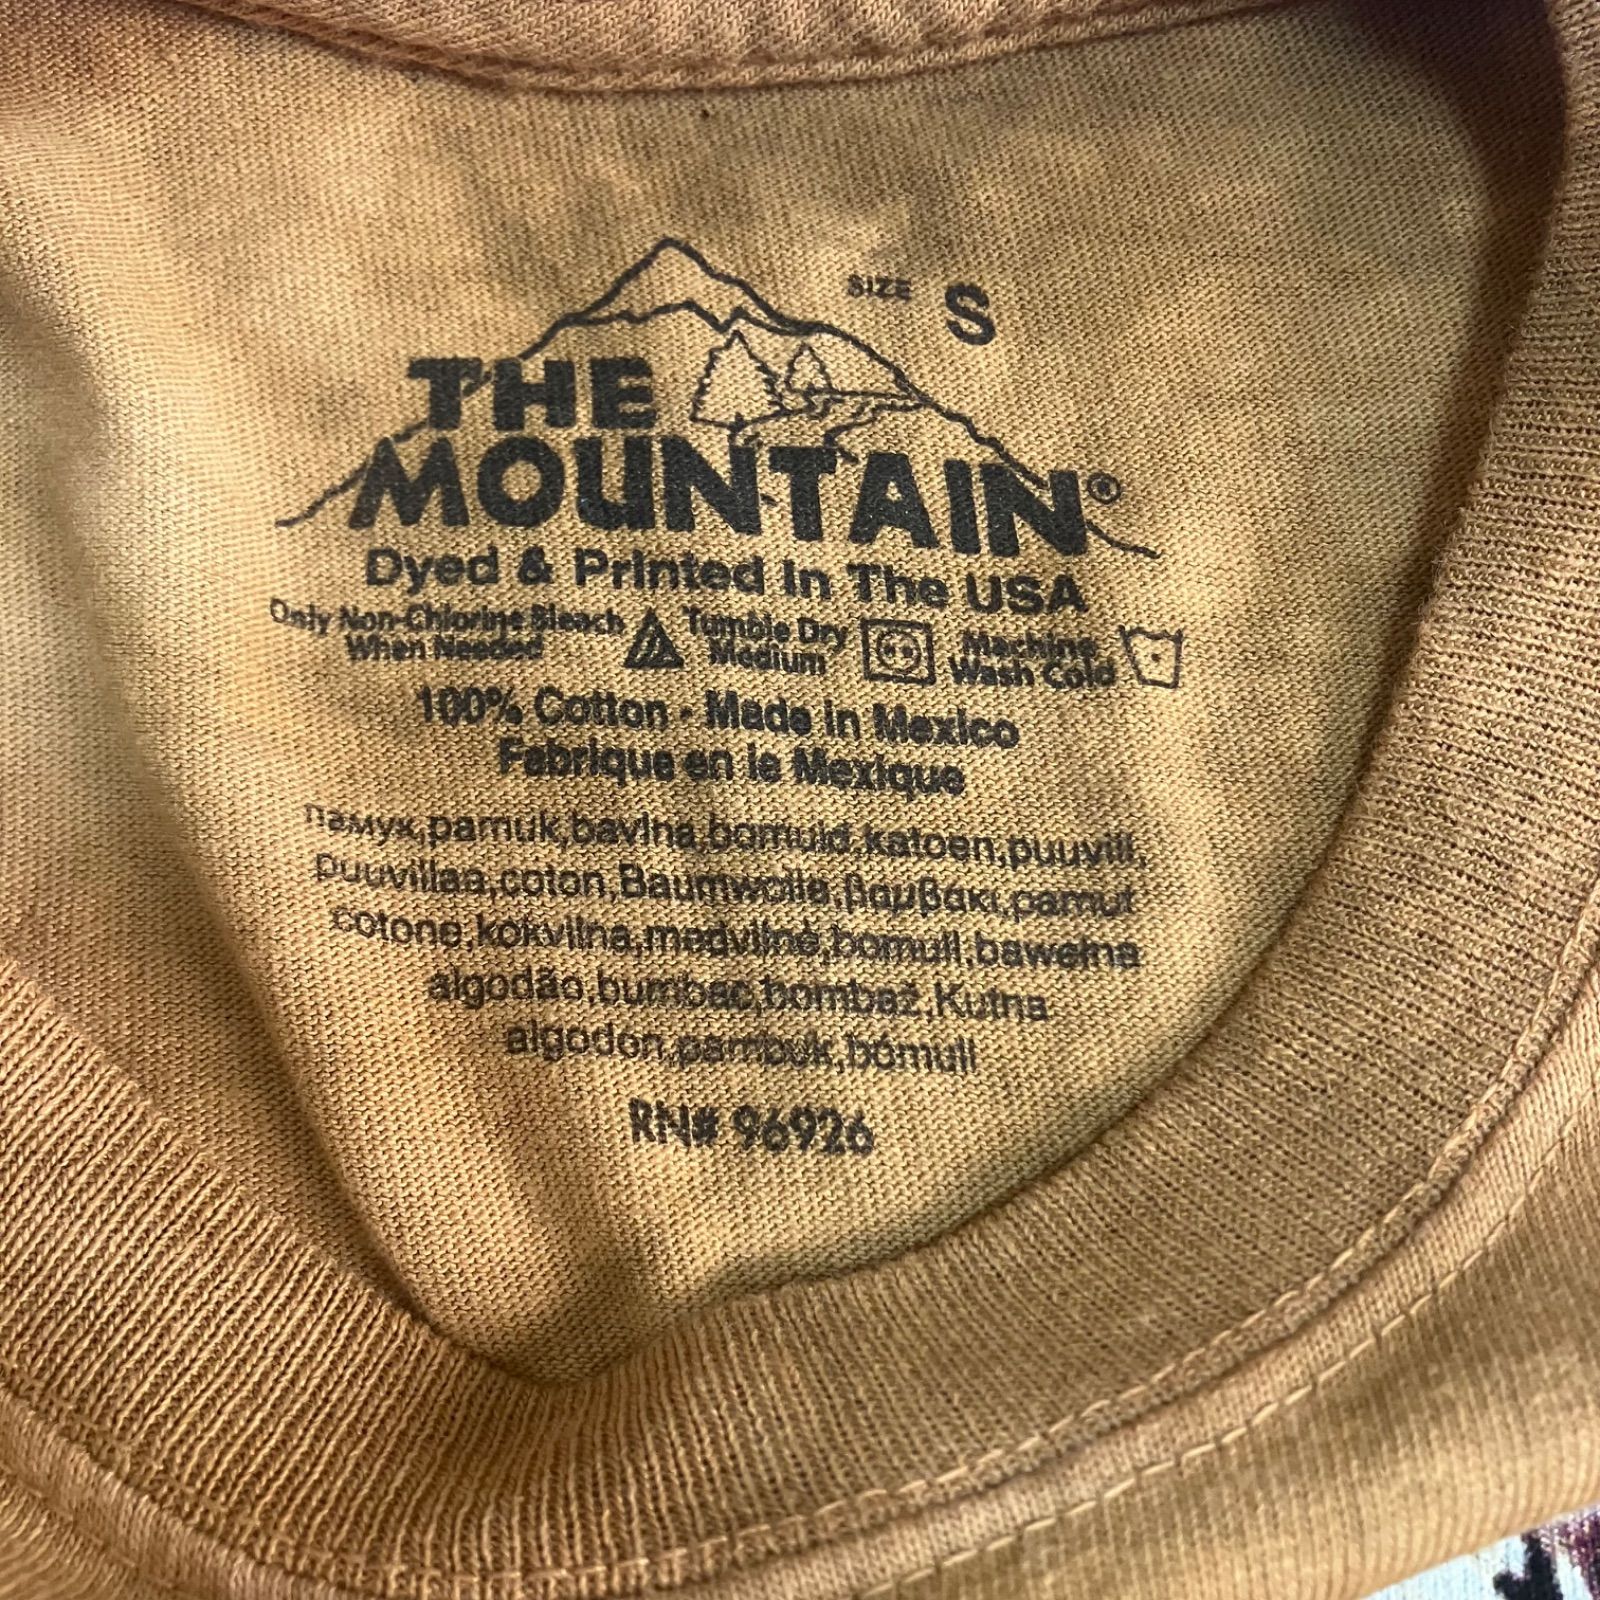 SIZE S
THE
MOUNTAIN®
Dyed & Printed In The USA
Only Non-Chlorine Bleach When Needed
Tumble Dry Medium
Machine Wash Cold
100% Cotton - Made in Mexico
Fabrique en le Mexique
памук,pamuk,bavlna,bomuld,katoen,puuvill,
puuvillaa,coton,Baumwolle,βαμβακι,pamut
cotone,kokvilna,medvilnė,bomull,bawełna
algodão,bumbac,bombaž,Kutna
algodon,pambuk,bómull
RN# 96926